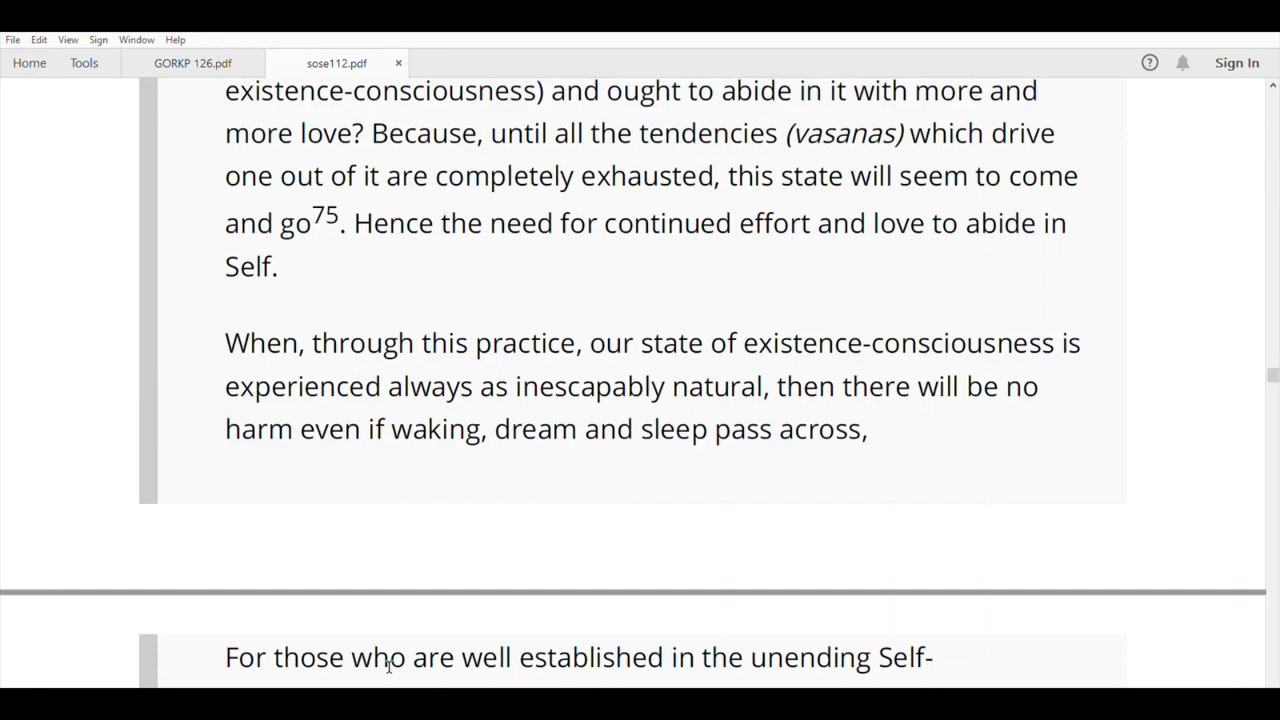 File Edit View Sign Window Help
Home Tools GORKP 126.pdf sose112.pdf × ? Sign In
existence-consciousness) and ought to abide in it with more and
more love? Because, until all the tendencies (vasanas) which drive
one out of it are completely exhausted, this state will seem to come
and go75. Hence the need for continued effort and love to abide in
Self.
When, through this practice, our state of existence-consciousness is
experienced always as inescapably natural, then there will be no
harm even if waking, dream and sleep pass across,
For those who are well established in the unending Self-